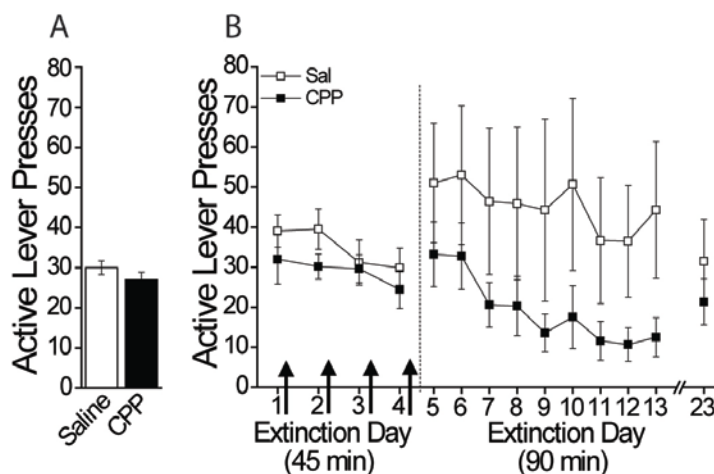 A
Active Lever Presses
80
70
60
50
40
30
20
10
0
Saline
CPP
B
Active Lever Presses
80
70
60
50
40
30
20
10
0
Sal
CPP
1 2 3 4
Extinction Day
(45 min)
5 6 7 8 9 10 11 12 13 23
Extinction Day
(90 min)